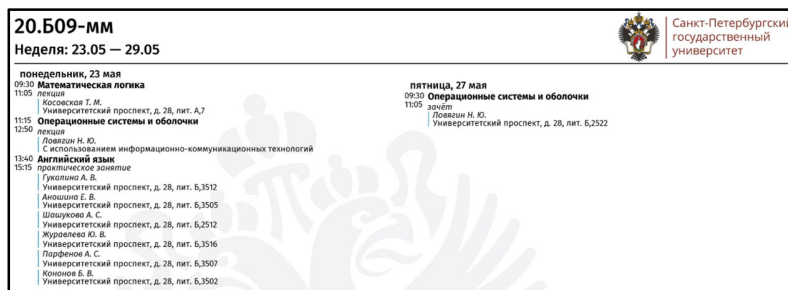 20.Б09-мм
Неделя: 23.05 — 29.05
Санкт-Петербургский
государственный
университет
понедельник, 23 мая
09:30 Математическая логика
11:05 лекция
Косовская Т. М.
Университетский проспект, д. 28, лит. А,7
11:15 Операционные системы и оболочки
12:50 лекция
Ловягин Н. Ю.
С использованием информационно-коммуникационных технологий
13:40 Английский язык
15:15 практическое занятие
Гукалина А. В.
Университетский проспект, д. 28, лит. Б,3512
Аношина Е. В.
Университетский проспект, д. 28, лит. Б,3505
Шашукова А. С.
Университетский проспект, д. 28, лит. Б,2512
Журавлева Ю. В.
Университетский проспект, д. 28, лит. Б,3516
Парфенов А. С.
Университетский проспект, д. 28, лит. Б,3507
Кононов Б. В.
Университетский проспект, д. 28, лит. Б,3502
пятница, 27 мая
09:30 Операционные системы и оболочки
11:05 зачёт
Ловягин Н. Ю.
Университетский проспект, д. 28, лит. Б,2522